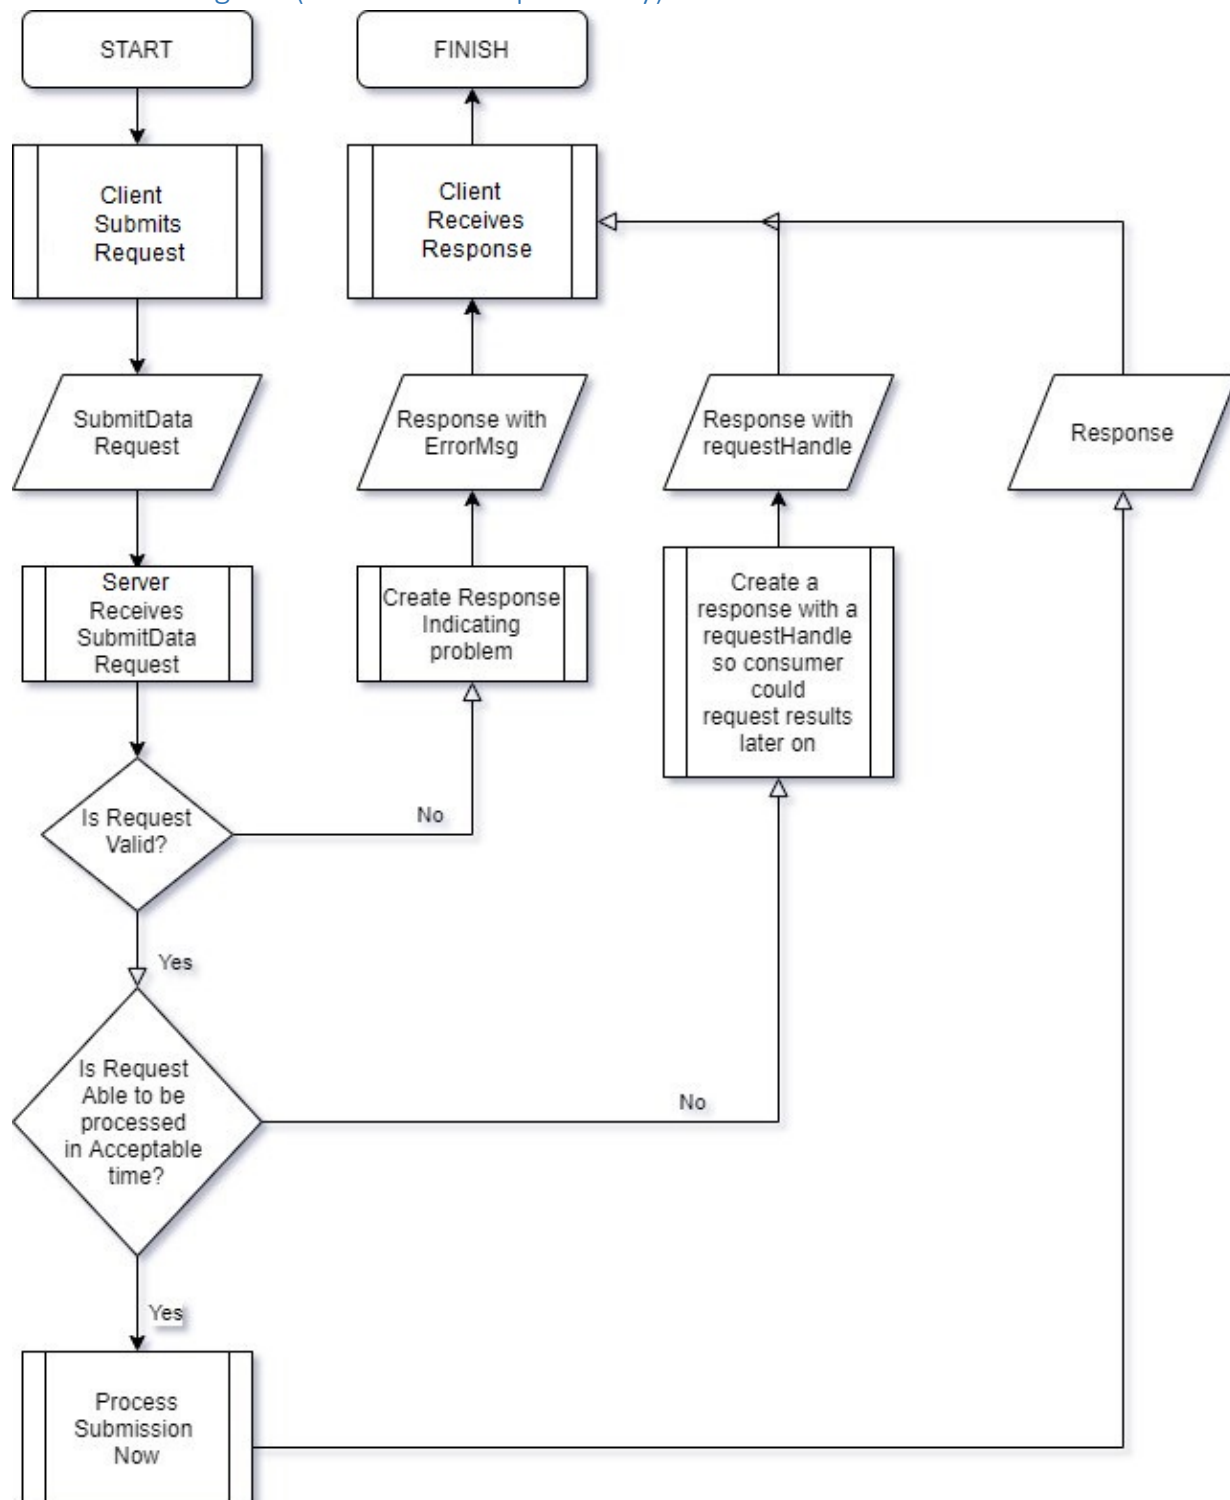 START
FINISH
Client
Submits
Request
Client
Receives
Response
SubmitData
Request
Response with
ErrorMsg
Response with
requestHandle
Response
Server
Receives
SubmitData
Request
Create Response
Indicating
problem
Create a
response with a
requestHandle
so consumer
could
request results
later on
Is Request
Valid?
No
Yes
Is Request
Able to be
processed
in Acceptable
time?
No
Yes
Process
Submission
Now